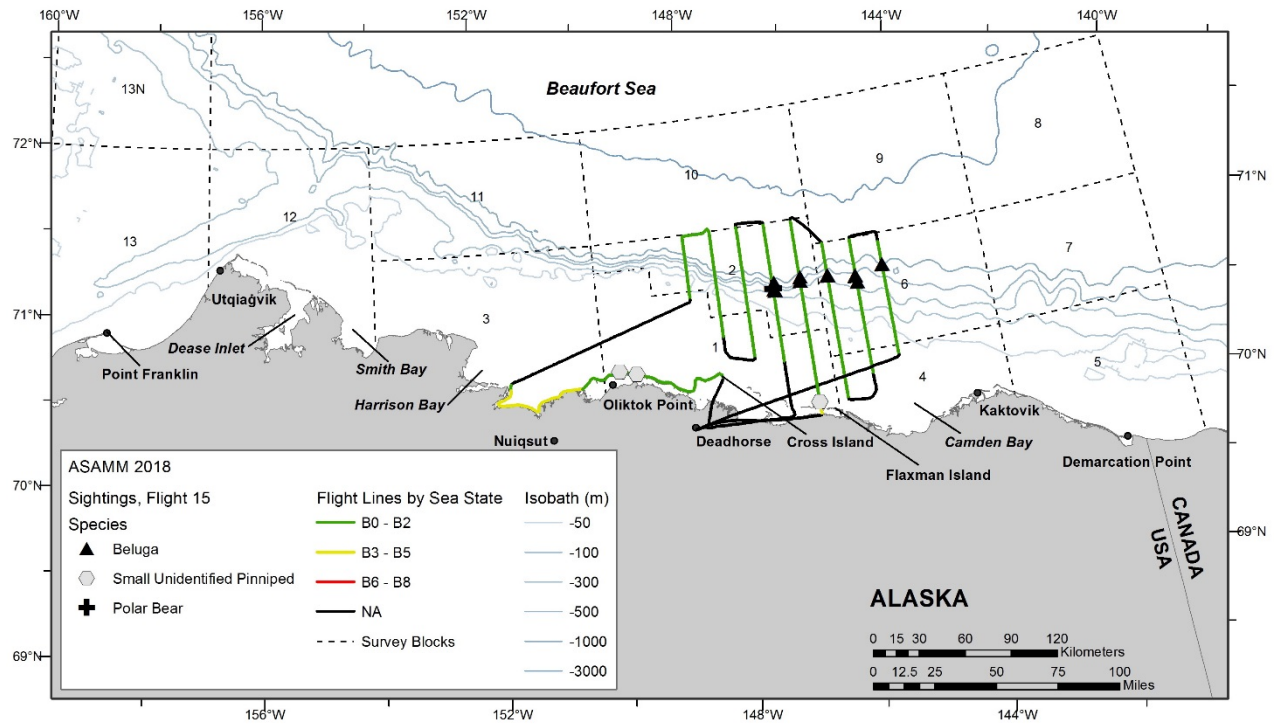 160°W 156°W 152°W 148°W 144°W 140°W
13N
Beaufort Sea
8
72°N
9
10
71°N
11
12
13
7
2
6
Utqiaġvik
71°N
3
Dease Inlet
1
70°N
Point Franklin
Smith Bay
5
4
Harrison Bay
Oliktok Point
Kaktovik
Nuiqsut
Deadhorse
Cross Island
Camden Bay
Demarcation Point
Flaxman Island
70°N
69°N
CANADA
USA
ASAMM 2018
Sightings, Flight 15
Species
Beluga
Small Unidentified Pinniped
Polar Bear
Flight Lines by Sea State
B0 - B2
B3 - B5
B6 - B8
NA
Survey Blocks
Isobath (m)
-50
-100
-300
-500
-1000
-3000
ALASKA
0 15 30 60 90 120
Kilometers
0 12.5 25 50 75 100
Miles
69°N
156°W 152°W 148°W 144°W